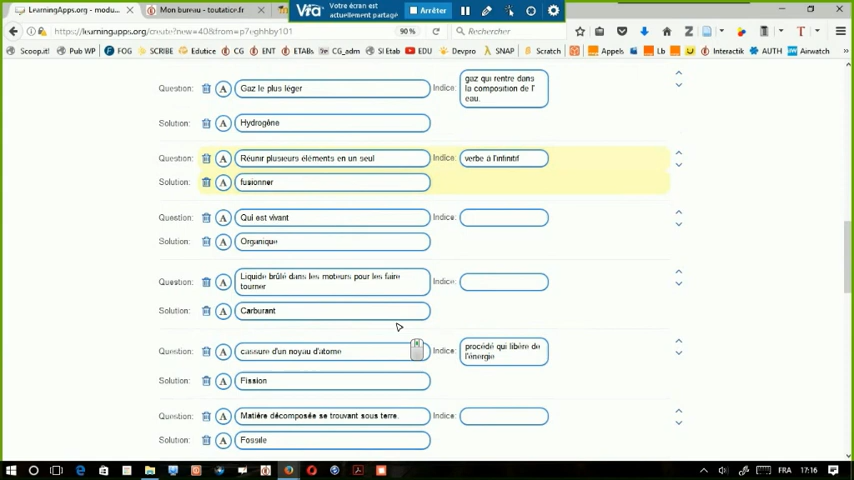 LearningApps.org - modu...
Mon bureau - toutatice.fr
Vfa
Votre écran est
actuellement partagé
Arrêter
https://learningapps.org/create?new=40&from=p7eghhby101
90 %
Rechercher
Scoop.it!
Pub WP
FOG
SCRIBE
Edutice
CG
ENT
ETABs
CG_adm
SI Etab
EDU
Devpro
SNAP
Scratch
Appels
CG
En
Interactik
AUTH
Airwatch
Question:
A
Gaz le plus léger
Indice:
gaz qui rentre dans
la composition de l'
eau.
Solution:
A
Hydrogène
Question:
A
Réunir plusieurs éléments en un seul
Indice:
verbe à l'infinitif
Solution:
A
fusionner
Question:
A
Qui est vivant
Indice:
Solution:
A
Organique
Question:
A
Liquide brûlé dans les moteurs pour les faire
tourner
Indice:
Solution:
A
Carburant
Question:
A
cassure d'un noyau d'atome
Indice:
procédé qui libère de
l'énergie
Solution:
A
Fission
Question:
A
Matière décomposée se trouvant sous terre.
Indice:
Solution:
A
Fossile
FRA
17:16